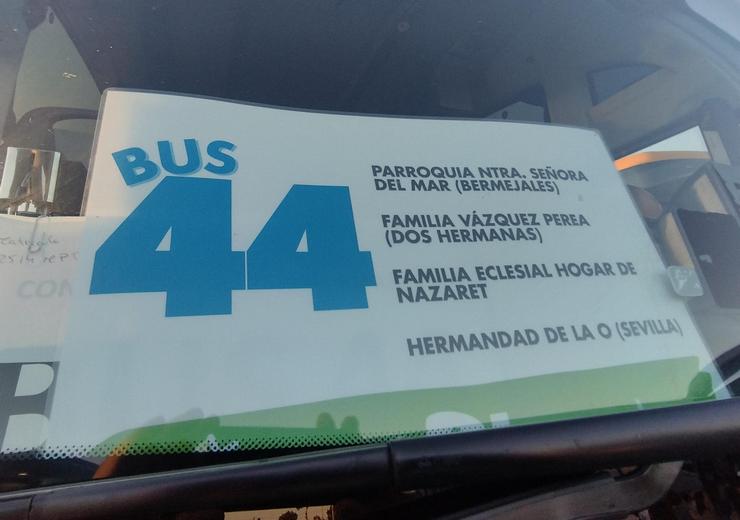 BUS
44
PARROQUIA NTRA. SEÑORA
DEL MAR (BERMEJALES)
FAMILIA VÁZQUEZ PEREA
(DOS HERMANAS)
FAMILIA ECLESIAL HOGAR DE
NAZARET
HERMANDAD DE LA O (SEVILLA)
CON